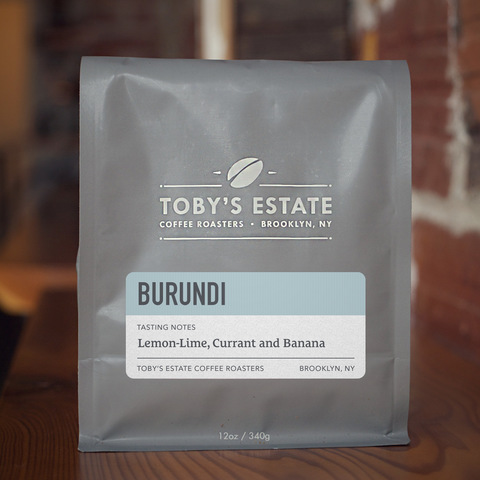 TOBY'S ESTATE
COFFEE ROASTERS • BROOKLYN, NY
BURUNDI
TASTING NOTES
Lemon-Lime, Currant and Banana
TOBY'S ESTATE COFFEE ROASTERS BROOKLYN, NY
12oz / 340g